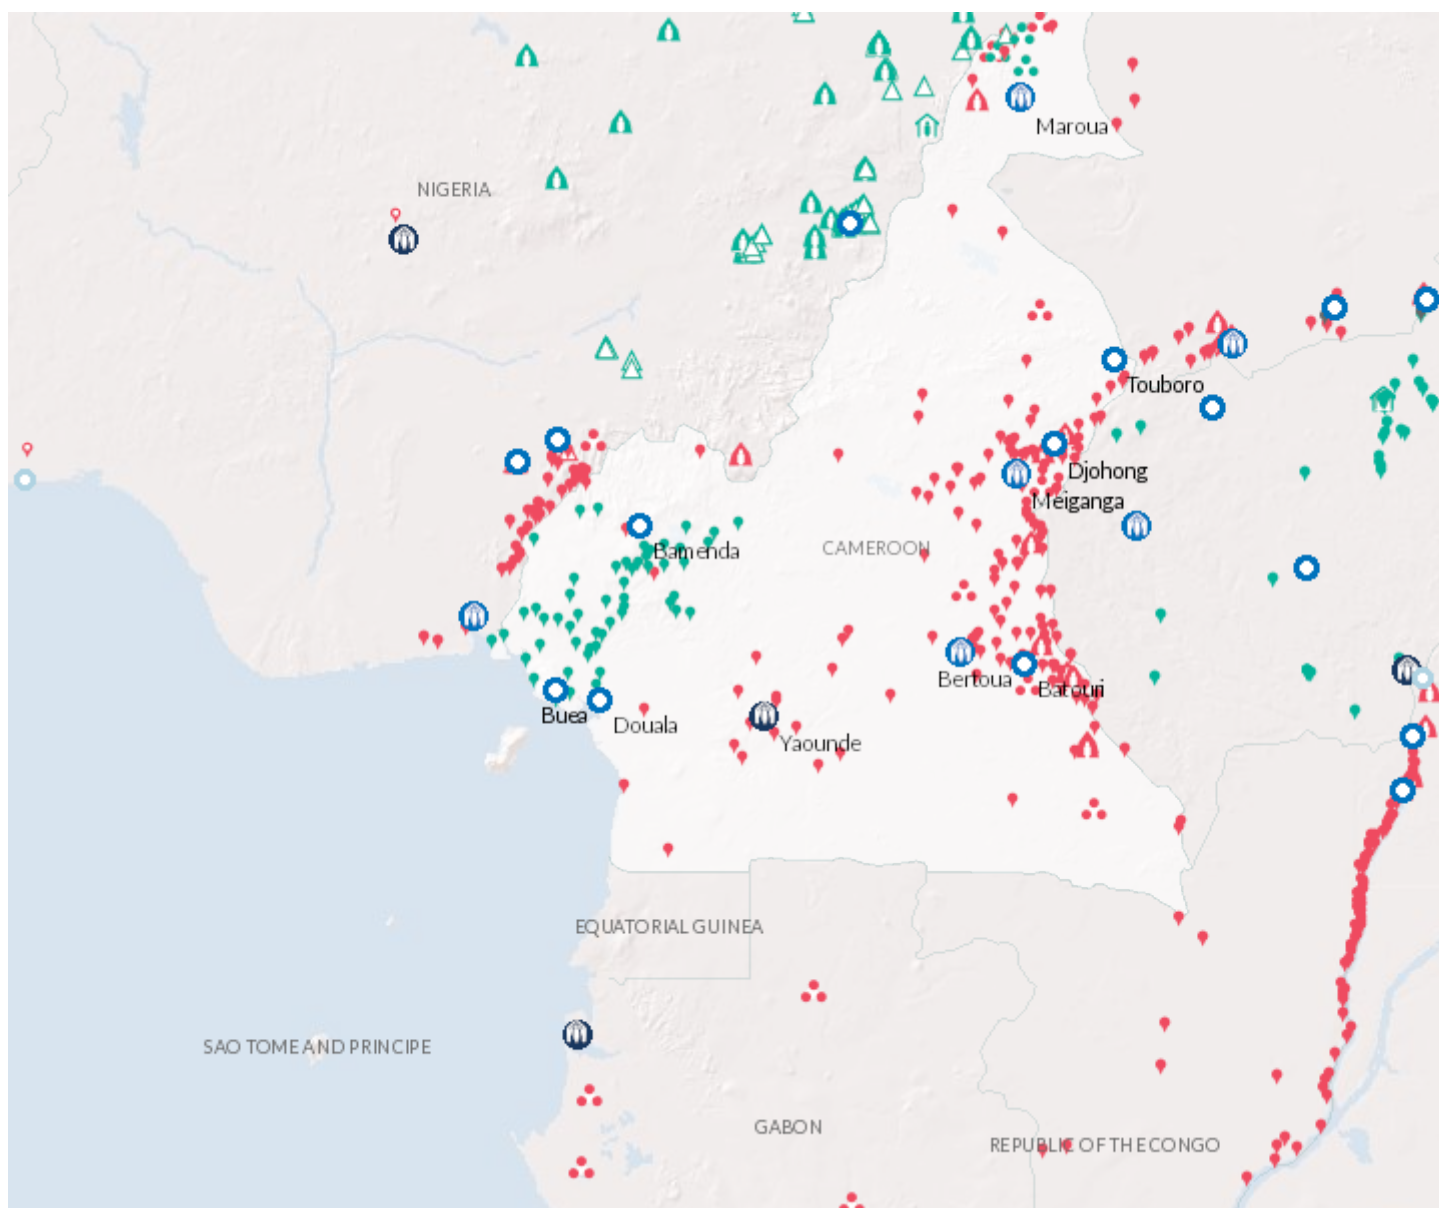 Maroua
NIGERIA
Touboro
Djohong
Meiganga
CAMEROON
Bamenda
Bertoua
Batouri
Buea
Douala
Yaounde
EQUATORIAL GUINEA
SAO TOME AND PRINCIPE
GABON
REPUBLIC OF THE CONGO